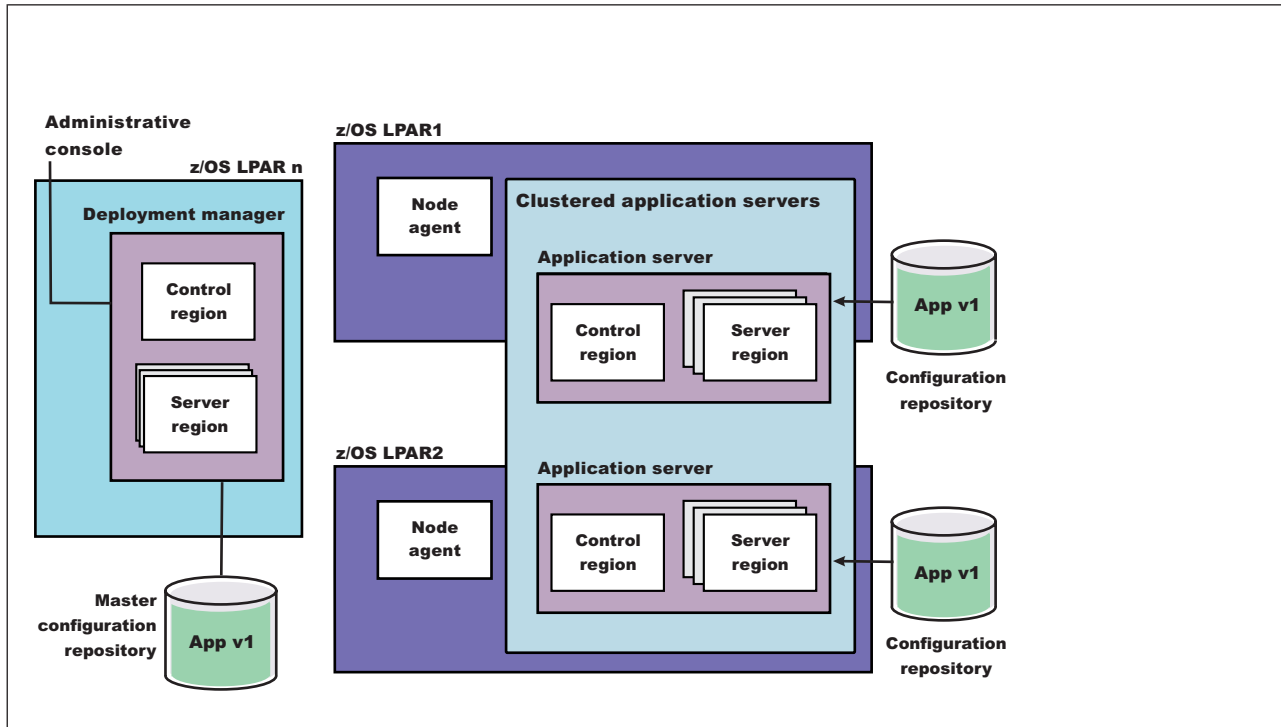 Administrative
console
z/OS LPAR n
Deployment manager
Control
region
Server
region
Master
configuration
repository
App v1
z/OS LPAR1
Node
agent
Clustered application servers
Application server
Control
region
Server
region
App v1
Configuration
repository
z/OS LPAR2
Node
agent
Application server
Control
region
Server
region
App v1
Configuration
repository